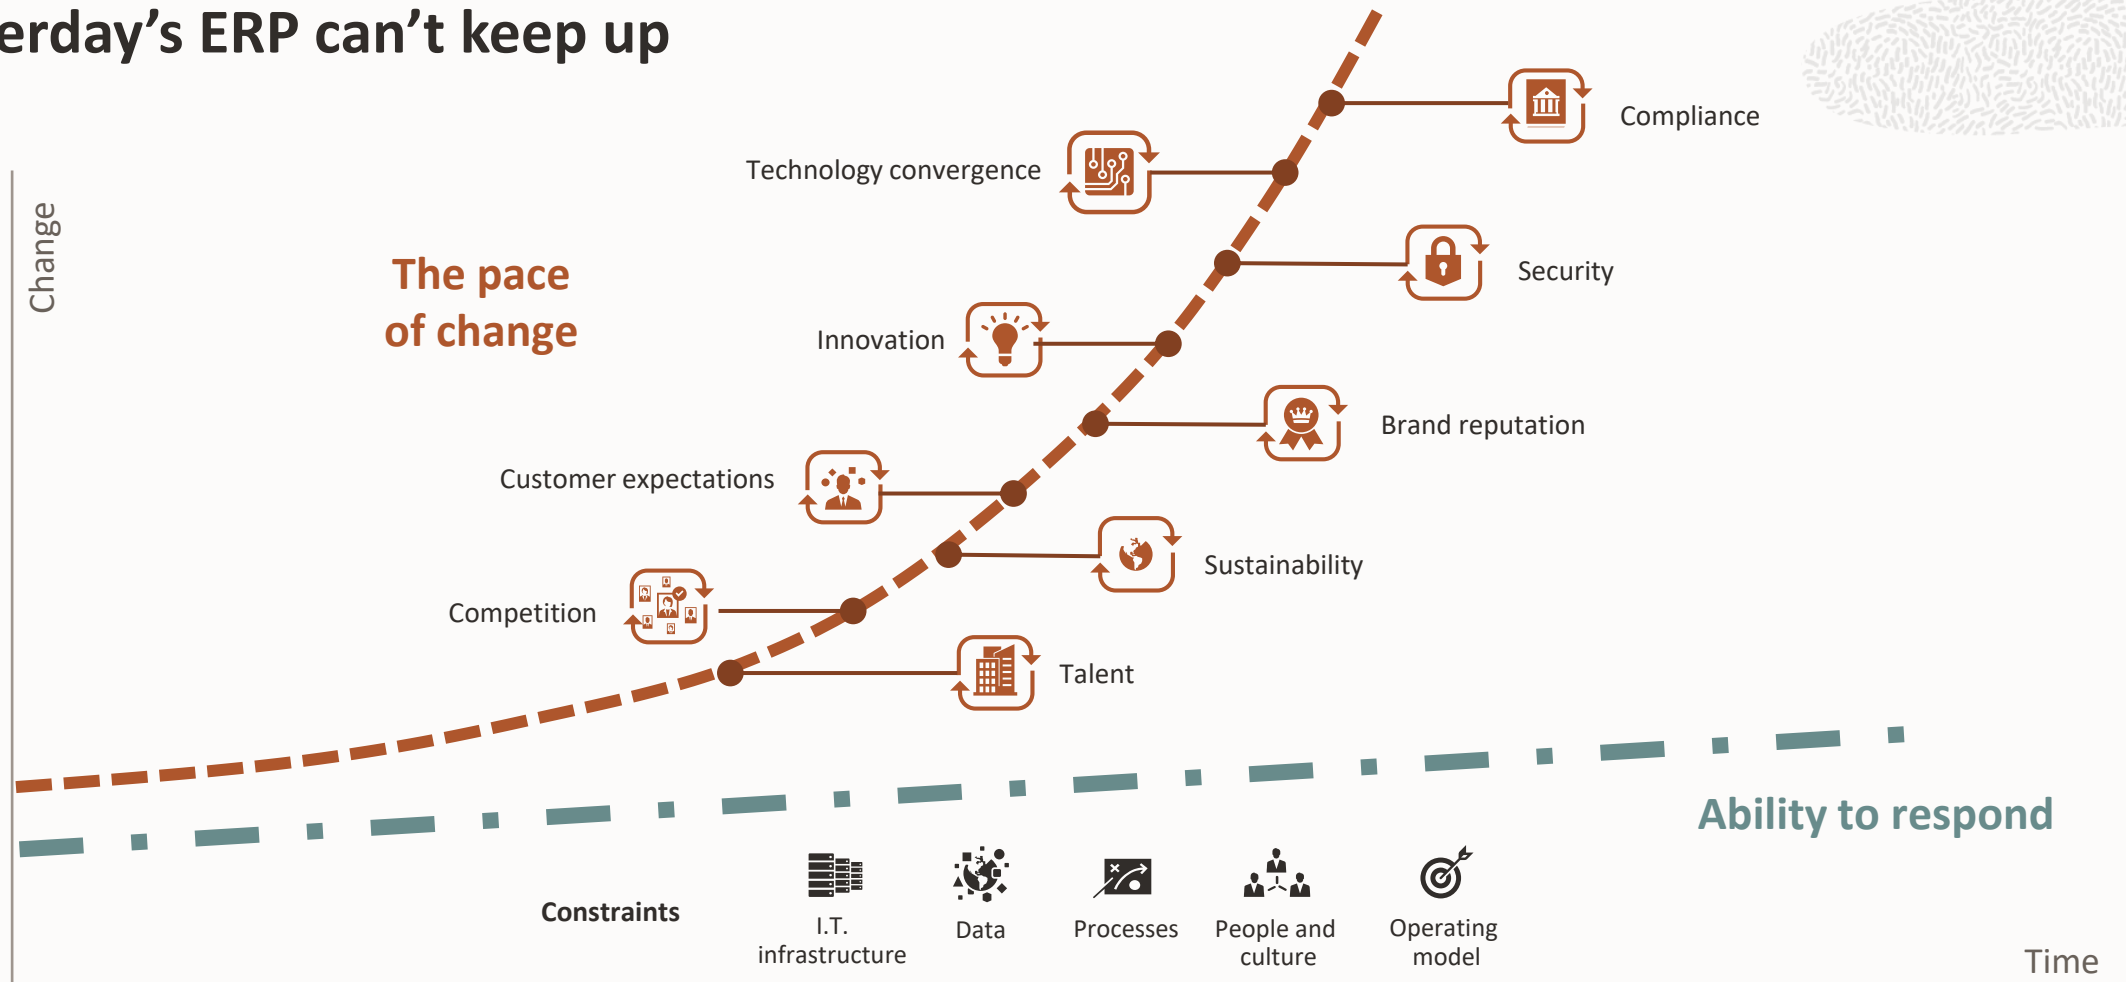 erday’s ERP can’t keep up
Compliance
Technology convergence
Change
The pace
of change
Security
Innovation
Brand reputation
Customer expectations
Sustainability
Competition
Talent
Ability to respond
Constraints
I.T.
infrastructure
Data
Processes
People and
culture
Operating
model
Time